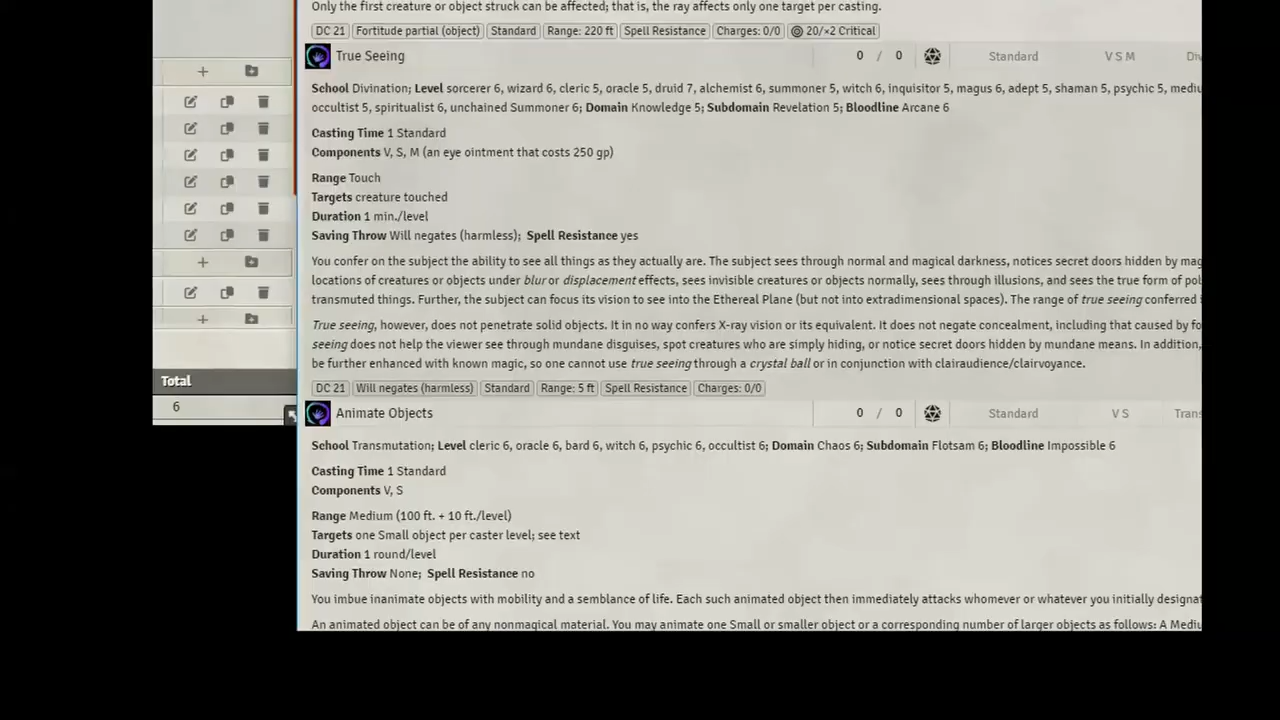 Only the first creature or object struck can be affected; that is, the ray affects only one target per casting.
DC 21 Fortitude partial (object) Standard Range: 220 ft Spell Resistance Charges: 0/0 20/×2 Critical
True Seeing 0 / 0 Standard V S M
School Divination; Level sorcerer 6, wizard 6, cleric 5, oracle 5, druid 7, alchemist 6, summoner 5, witch 6, inquisitor 5, magus 6, adept 5, shaman 5, psychic 5,
occultist 5, spiritualist 6, unchained Summoner 6; Domain Knowledge 5; Subdomain Revelation 5; Bloodline Arcane 6
Casting Time 1 Standard
Components V, S, M (an eye ointment that costs 250 gp)
Range Touch
Targets creature touched
Duration 1 min./level
Saving Throw Will negates (harmless); Spell Resistance yes
You confer on the subject the ability to see all things as they actually are. The subject sees through normal and magical darkness, notices secret doors hidden by
locations of creatures or objects under blur or displacement effects, sees invisible creatures or objects normally, sees through illusions, and sees the true form of
transmuted things. Further, the subject can focus its vision to see into the Ethereal Plane (but not into extradimensional spaces). The range of true seeing conferred
True seeing, however, does not penetrate solid objects. It in no way confers X-ray vision or its equivalent. It does not negate concealment, including that caused by
seeing does not help the viewer see through mundane disguises, spot creatures who are simply hiding, or notice secret doors hidden by mundane means. In addition,
be further enhanced with known magic, so one cannot use true seeing through a crystal ball or in conjunction with clairaudience/clairvoyance.
DC 21 Will negates (harmless) Standard Range: 5 ft Spell Resistance Charges: 0/0
Total
6
Animate Objects 0 / 0 Standard V S
School Transmutation; Level cleric 6, oracle 6, bard 6, witch 6, psychic 6, occultist 6; Domain Chaos 6; Subdomain Flotsam 6; Bloodline Impossible 6
Casting Time 1 Standard
Components V, S
Range Medium (100 ft. + 10 ft./level)
Targets one Small object per caster level; see text
Duration 1 round/level
Saving Throw None; Spell Resistance no
You imbue inanimate objects with mobility and a semblance of life. Each such animated object then immediately attacks whomever or whatever you initially
An animated object can be of any nonmagical material. You may animate one Small or smaller object or a corresponding number of larger objects as follows: A